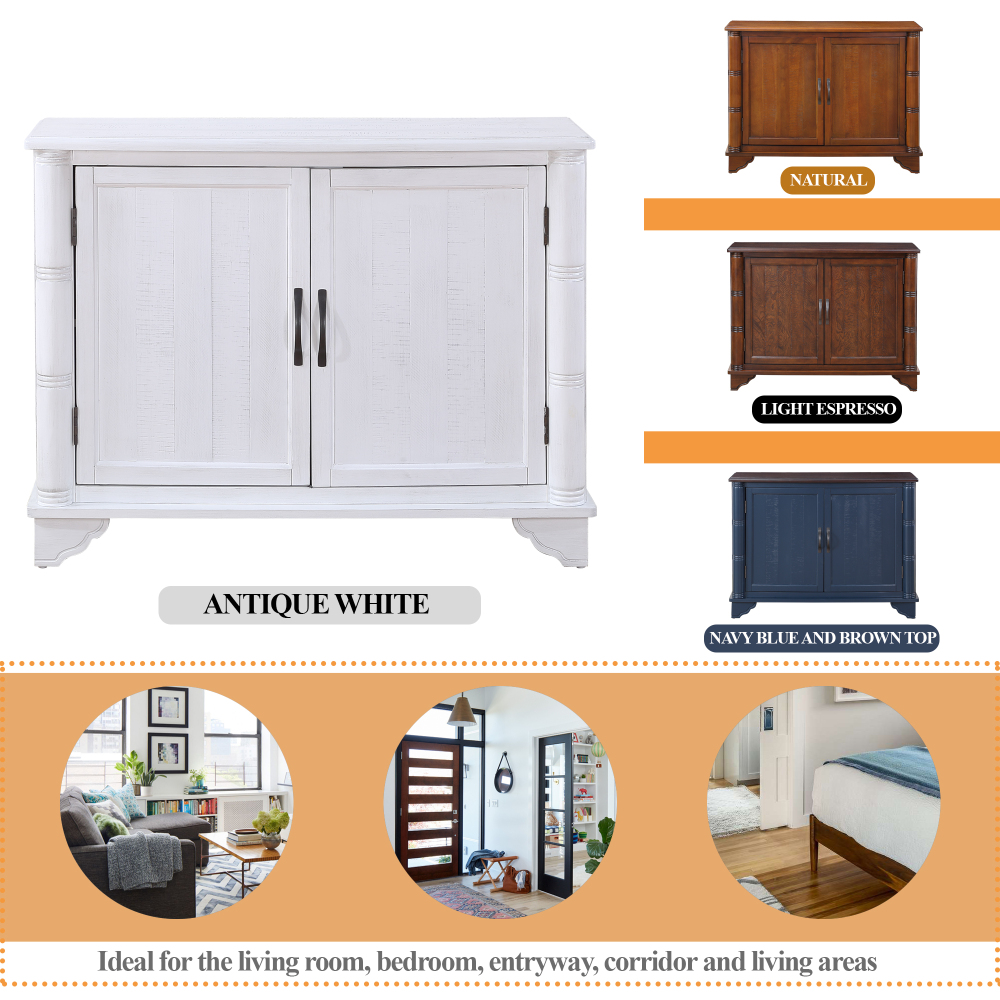 NATURAL
LIGHT ESPRESSO
ANTIQUE WHITE
NAVY BLUE AND BROWN TOP
Ideal for the living room, bedroom, entryway, corridor and living areas